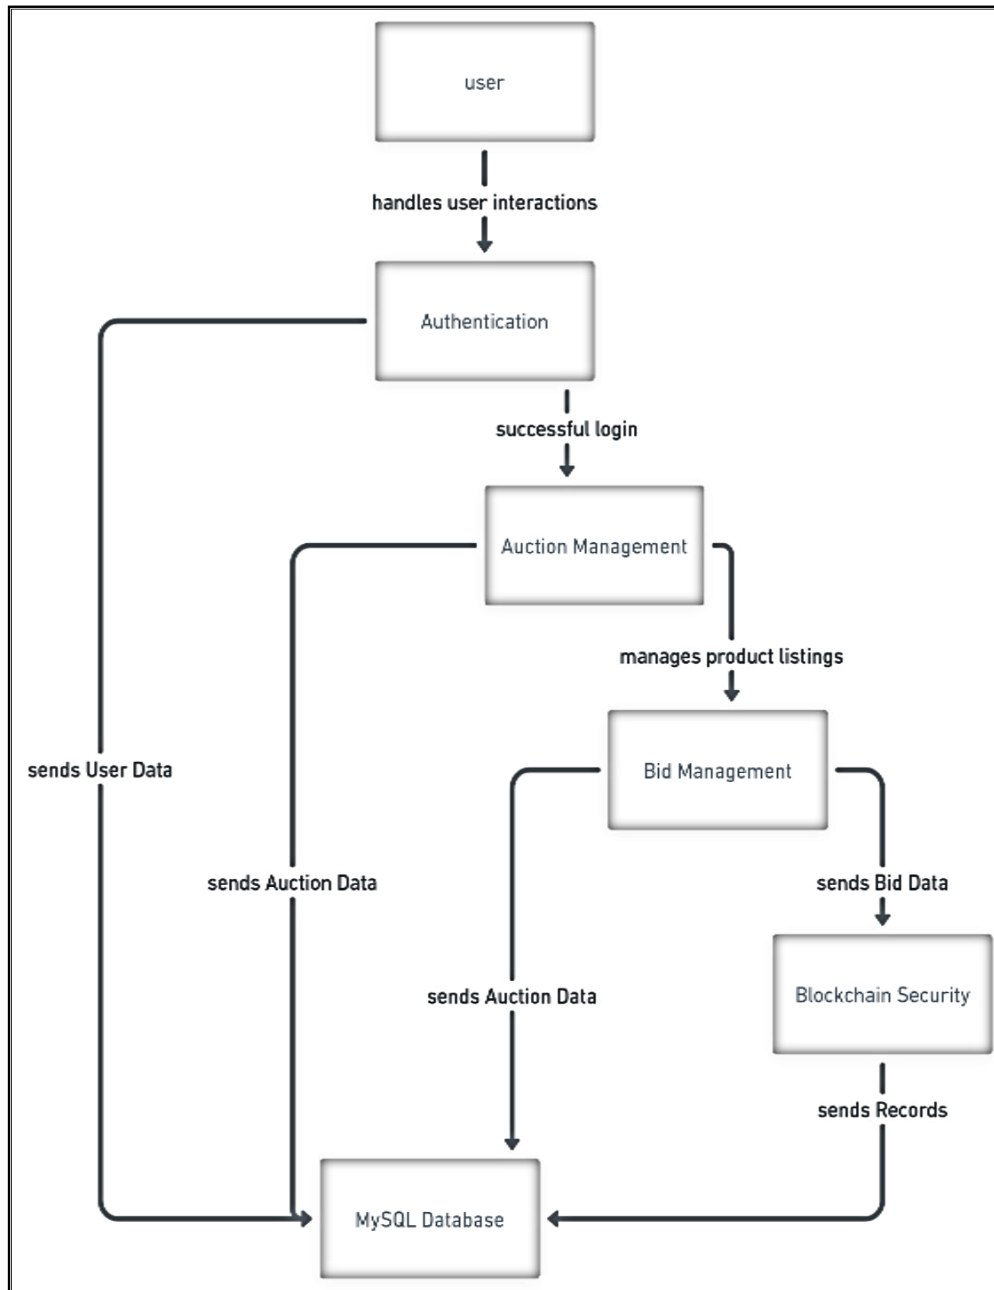 user
handles user interactions
Authentication
successful login
Auction Management
manages product listings
sends User Data
Bid Management
sends Auction Data
sends Bid Data
sends Auction Data
Blockchain Security
sends Records
MySQL Database